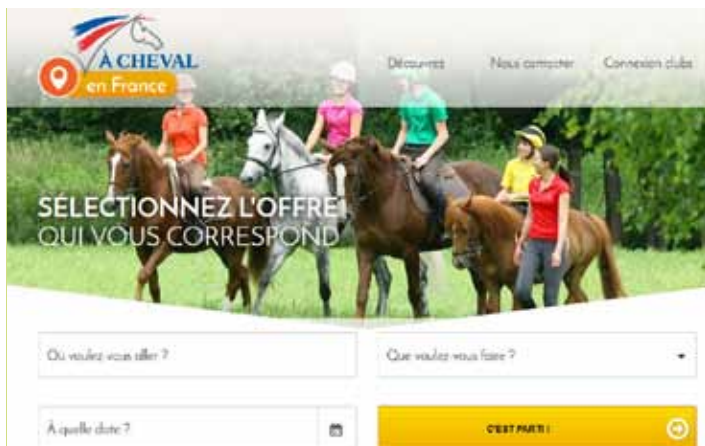 À CHEVAL
en France
Découvrez
Nous contacter
Connexion clubs
SÉLECTIONNEZ L'OFFRE
QUI VOUS CORRESPOND
Où voulez-vous aller ?
Que voulez-vous faire ?
À quelle date ?
C'EST PARTI !